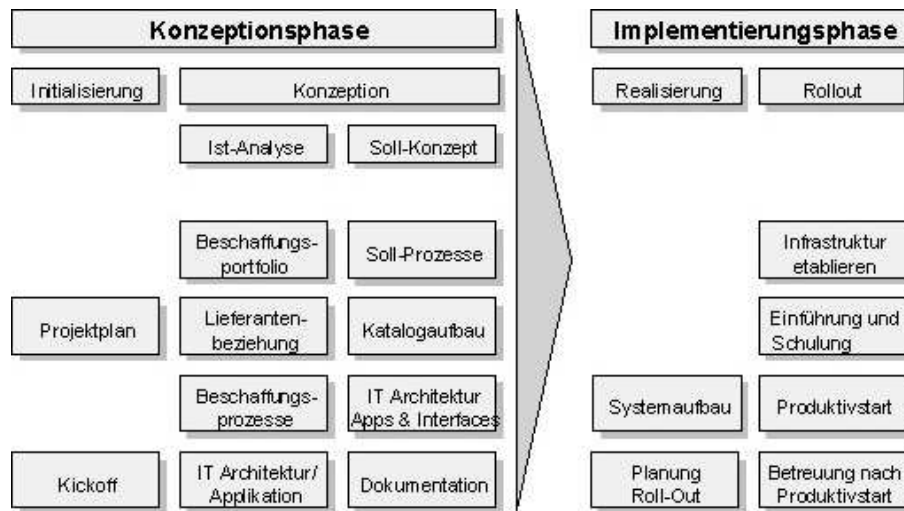 Konzeptionsphase
Implementierungsphase
Initialisierung
Konzeption
Realisierung
Rollout
Ist-Analyse
Soll-Konzept
Beschaffungs-
portfolio
Soll-Prozesse
Infrastruktur
etablieren
Projektplan
Lieferanten-
beziehung
Katalogaufbau
Einführung und
Schulung
Beschaffungs-
prozesse
IT Architektur
Apps & Interfaces
Systemaufbau
Produktivstart
Kickoff
IT Architektur/
Applikation
Dokumentation
Planung
Roll-Out
Betreuung nach
Produktivstart